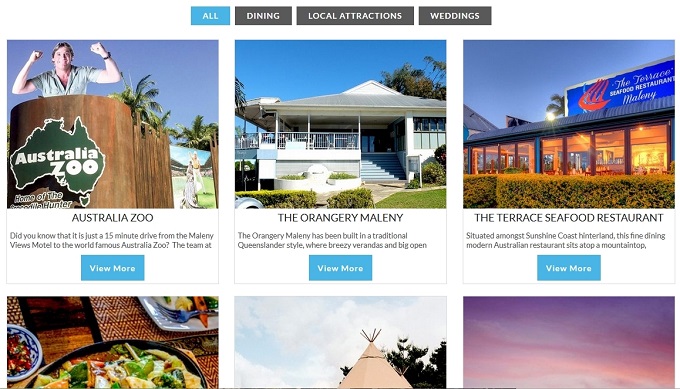 ALL DINING LOCAL ATTRACTIONS WEDDINGS
Australia
ZOO
Home of The
Crocodile Hunter
The Terrace
SEAFOOD RESTAURANT
Maleny
AUSTRALIA ZOO
Did you know that it is just a 15 minute drive from the Maleny
Views Motel to the world famous Australia Zoo? The team at
View More
THE ORANGERY MALENY
The Orangery Maleny has been built in a traditional
Queenslander style, where breezy verandas and big open
View More
THE TERRACE SEAFOOD RESTAURANT
Situated amongst Sunshine Coast hinterland, this fine dining
modern Australian restaurant sits atop a mountaintop,
View More